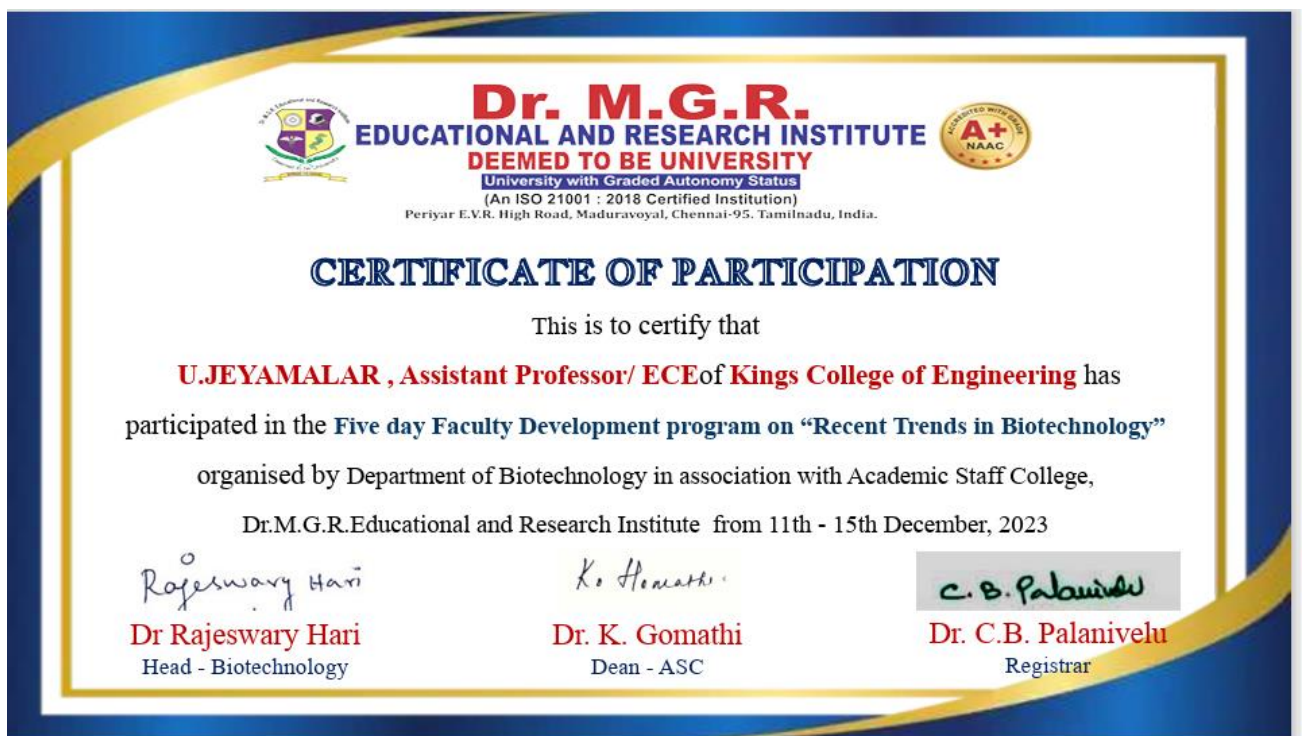 Dr. M.G.R.
EDUCATIONAL AND RESEARCH INSTITUTE
DEEMED TO BE UNIVERSITY
University with Graded Autonomy Status
(An ISO 21001 : 2018 Certified Institution)
Periyar E.V.R. High Road, Maduravoyal, Chennai-95. Tamilnadu, India.
ACCREDITED WITH GRADE
A+
NAAC
CERTIFICATE OF PARTICIPATION
This is to certify that
U.JEYAMALAR , Assistant Professor/ ECEof Kings College of Engineering has
participated in the Five day Faculty Development program on “Recent Trends in Biotechnology”
organised by Department of Biotechnology in association with Academic Staff College,
Dr.M.G.R.Educational and Research Institute from 11th - 15th December, 2023
Rajeswary Hari
C. B. Palanivelu
Dr Rajeswary Hari
Dr. K. Gomathi
Dr. C.B. Palanivelu
Head - Biotechnology
Dean - ASC
Registrar